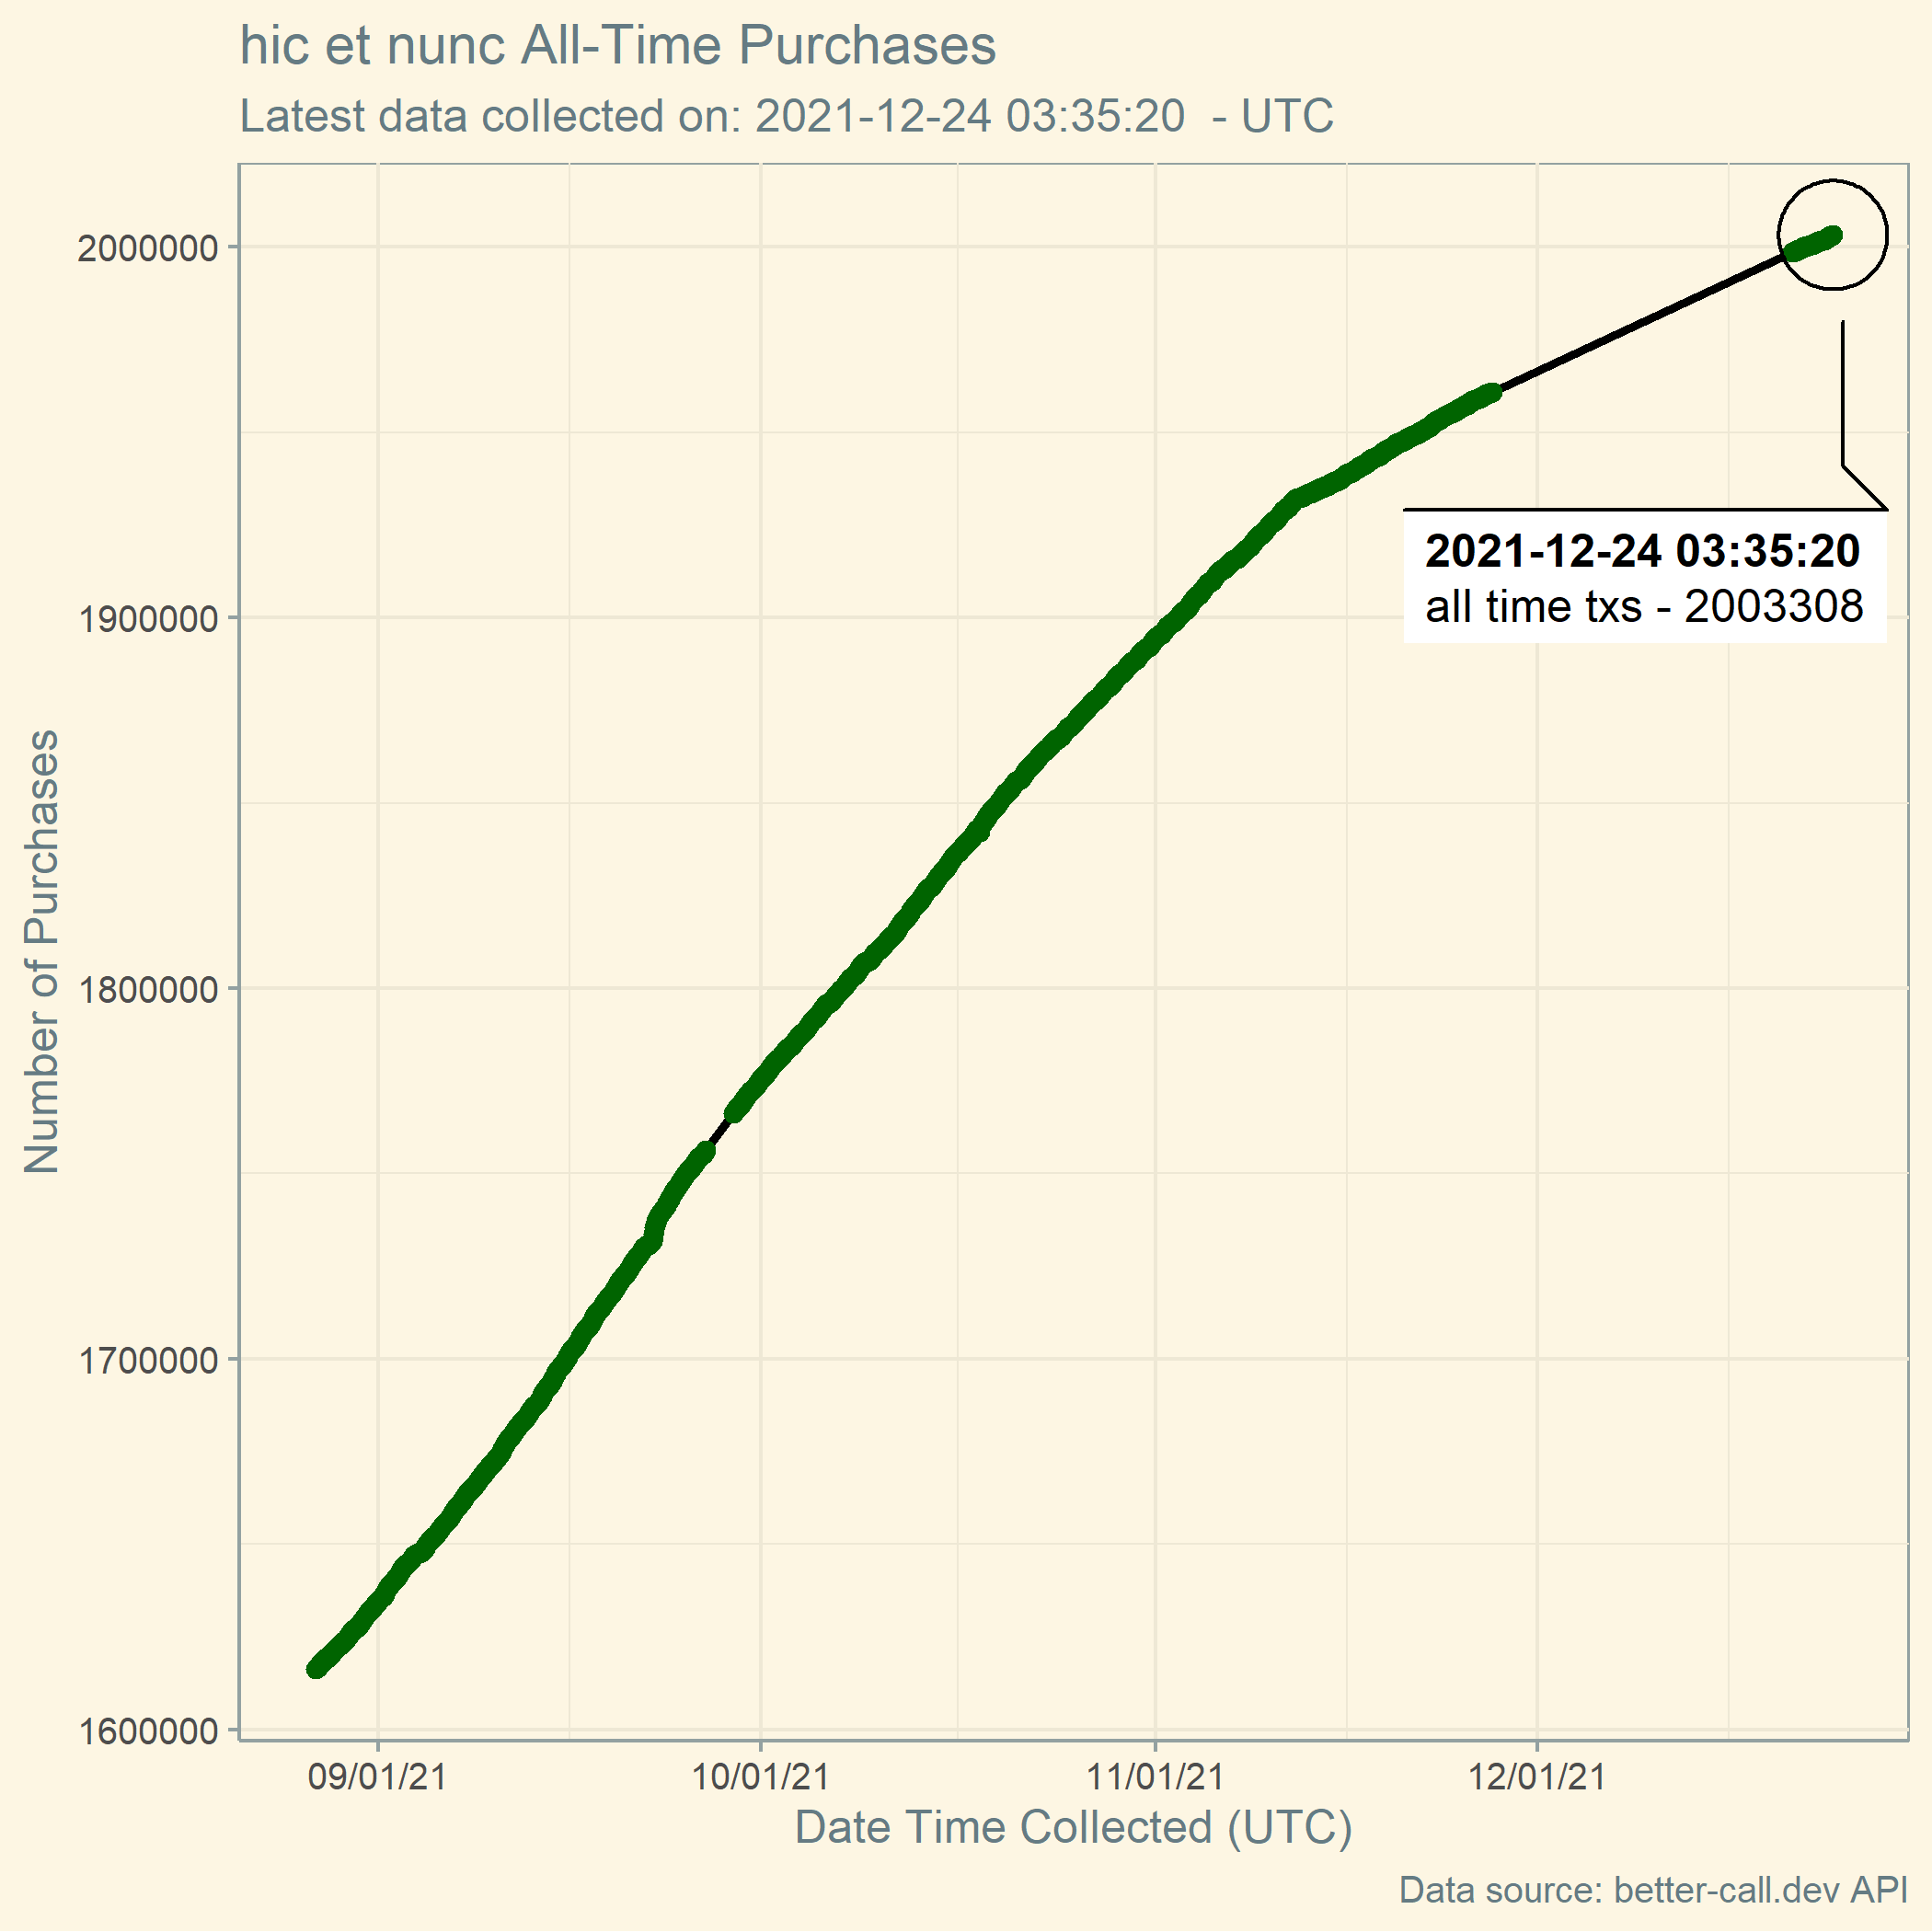 hic et nunc All-Time Purchases
Latest data collected on: 2021-12-24 03:35:20  - UTC
2000000
1900000
1800000
1700000
1600000
Number of Purchases
2021-12-24 03:35:20
all time txs - 2003308
09/01/21
10/01/21
11/01/21
12/01/21
Date Time Collected (UTC)
Data source: better-call.dev API